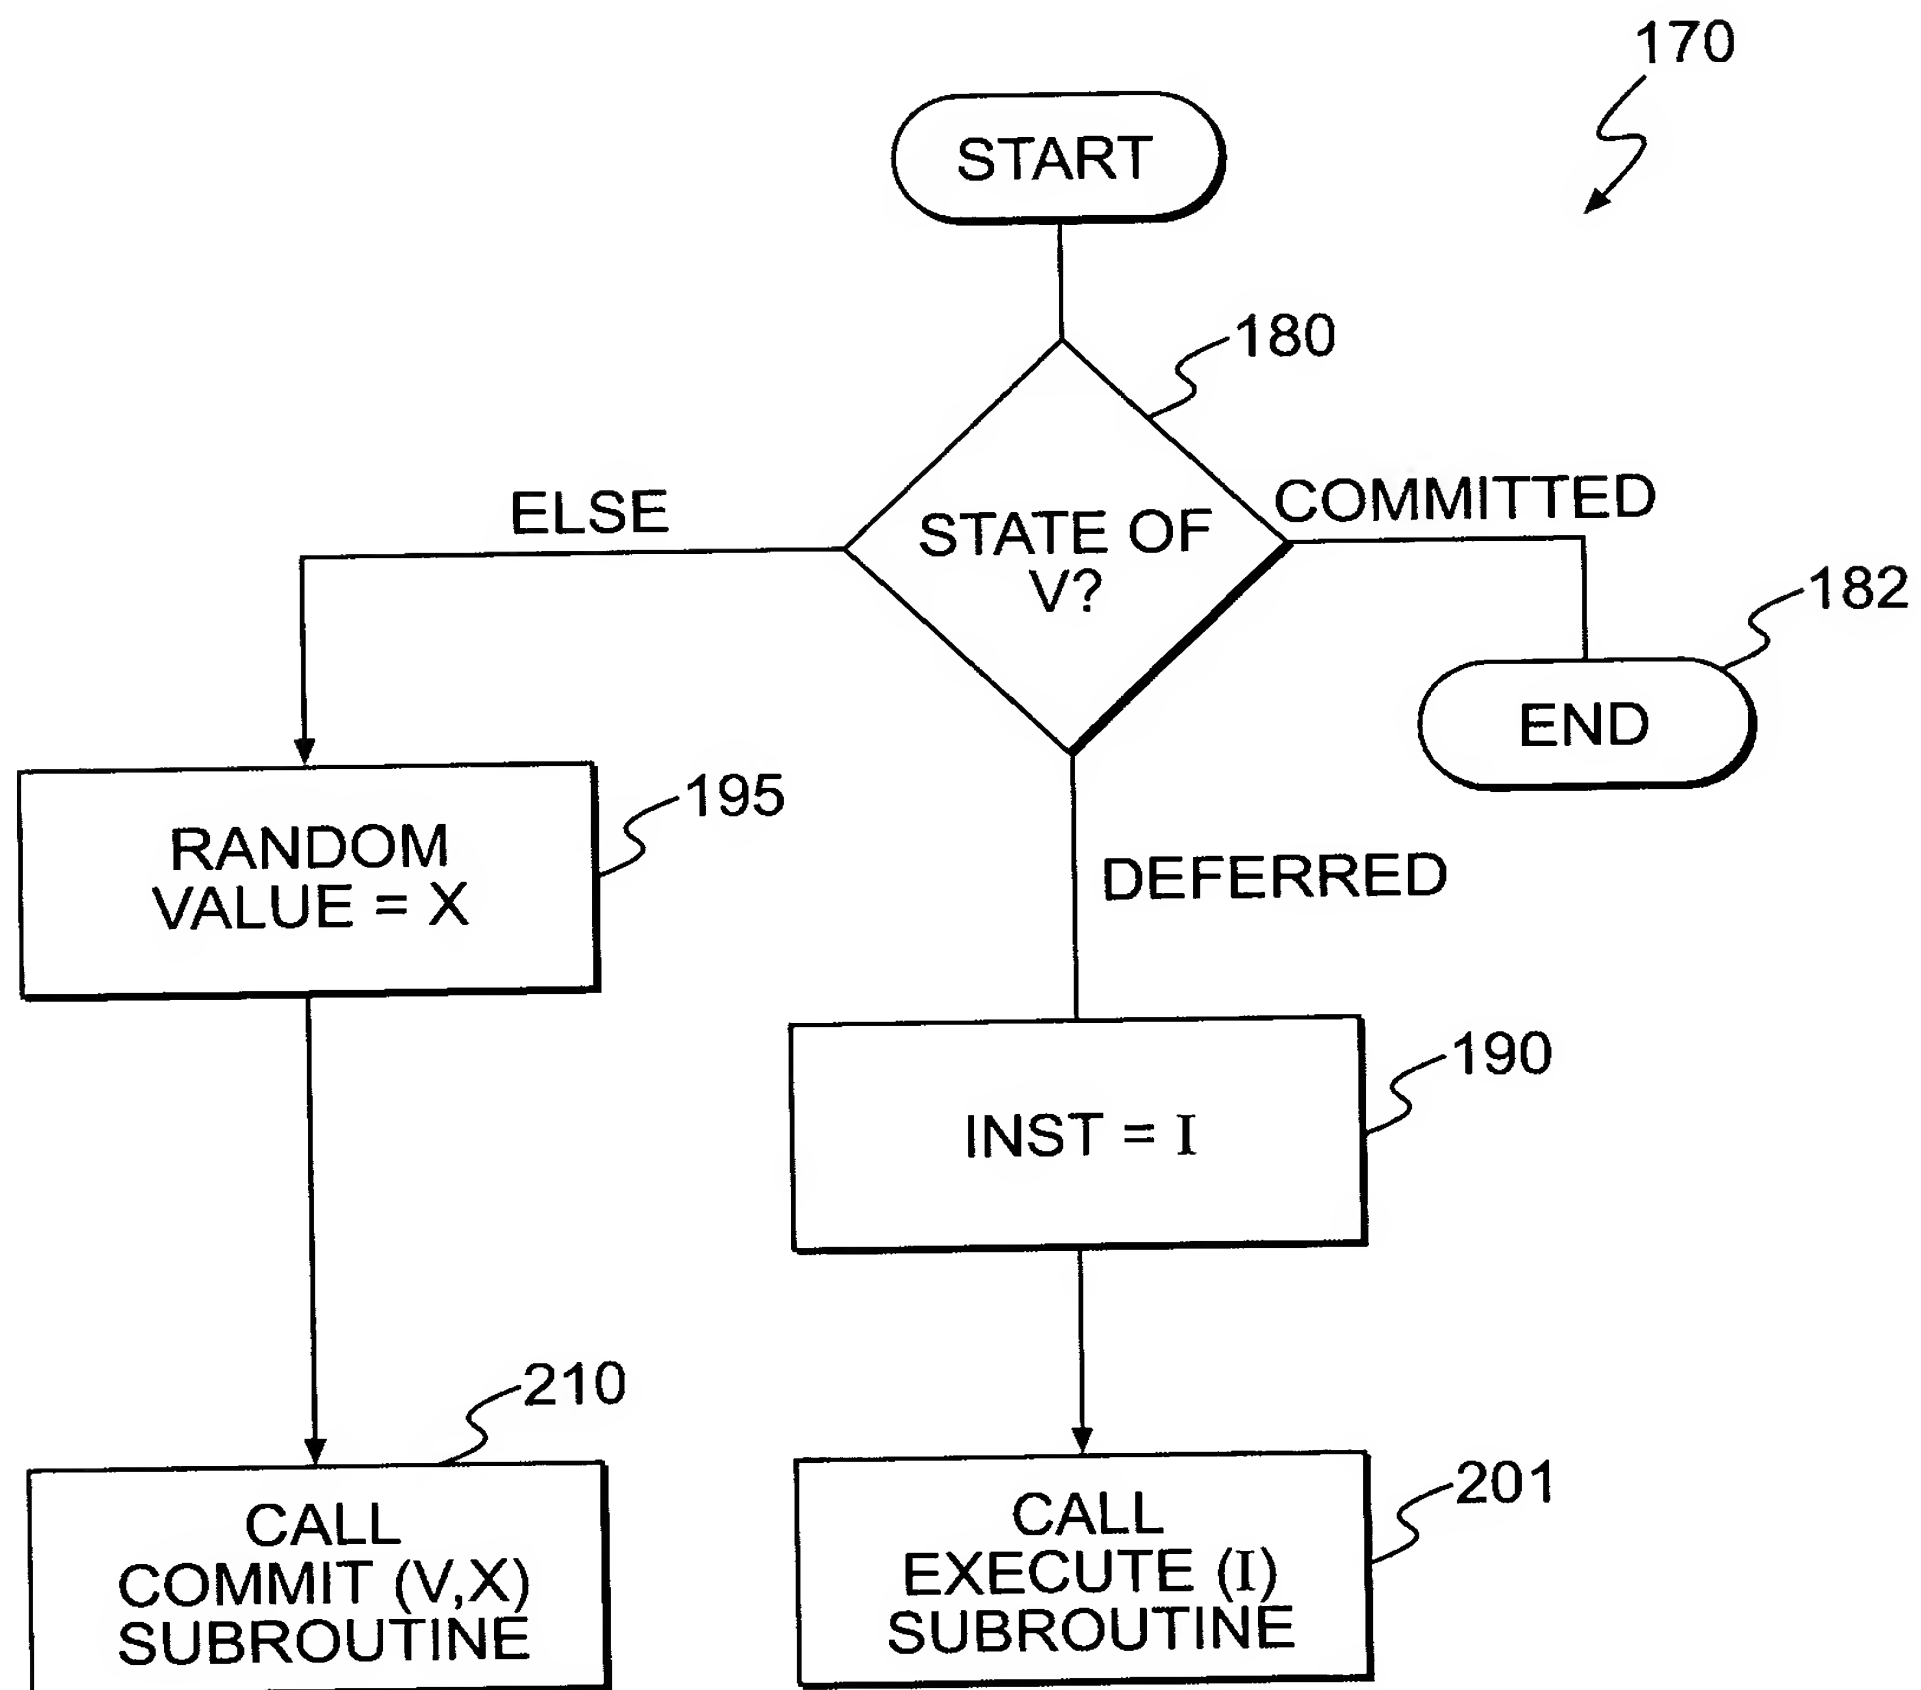 170
START
180
ELSE
COMMITTED
STATE OF
V?
182
END
195
RANDOM
VALUE = X
DEFERRED
190
INST = I
210
CALL
COMMIT (V,X)
SUBROUTINE
201
CALL
EXECUTE (I)
SUBROUTINE